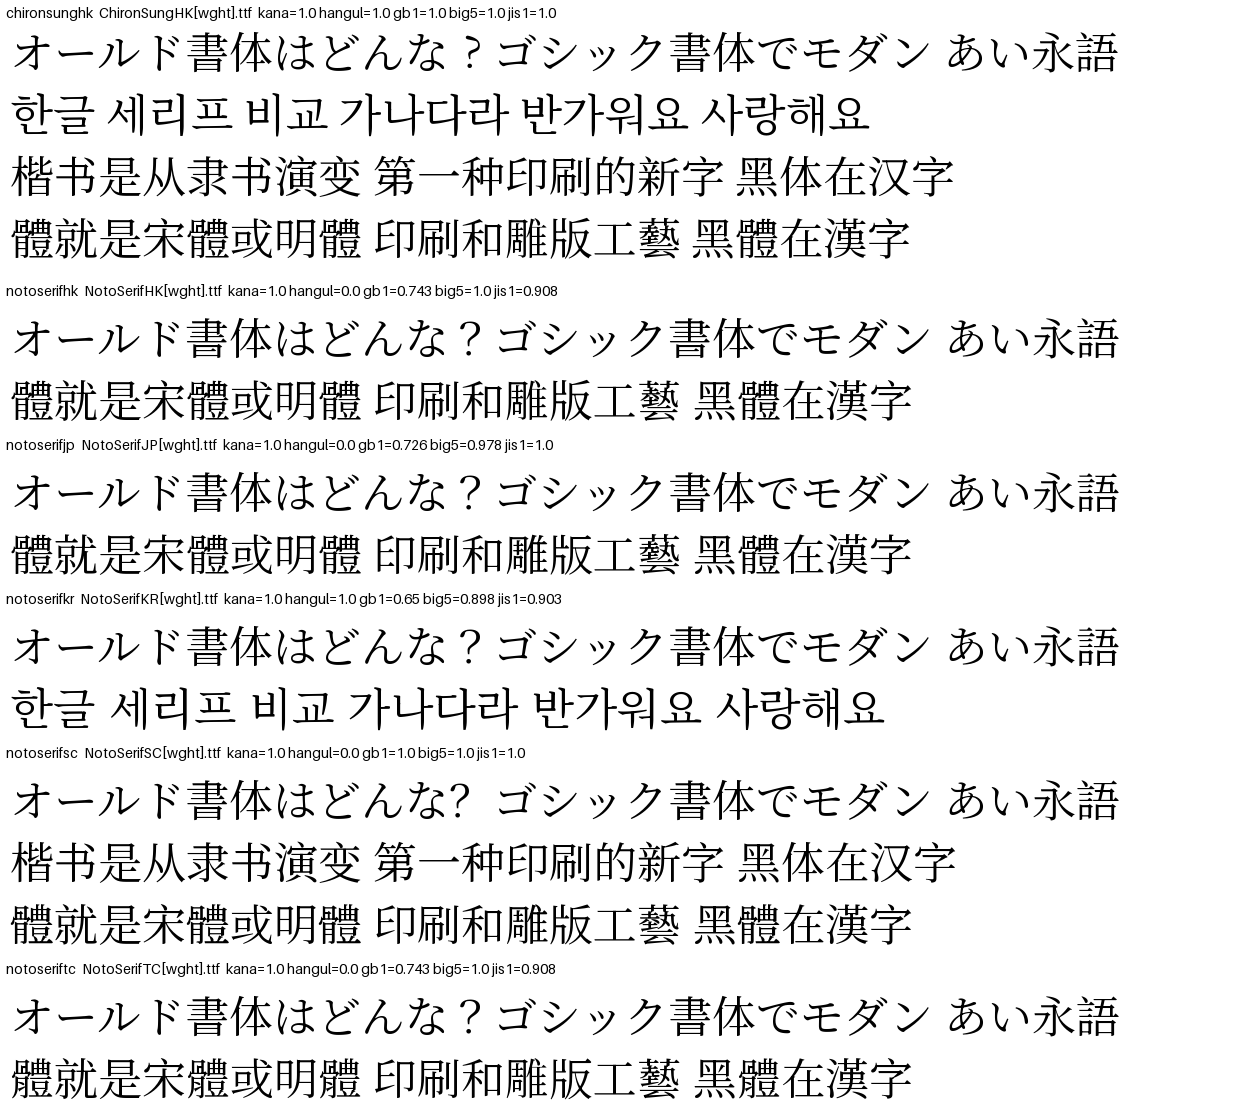 chironsunghk ChironSungHK[wght].ttf kana=1.0 hangul=1.0 gb1=1.0 big5=1.0 jis1=1.0
オールド書体はどんな？ゴシック書体でモダン あい永語
한글 세리프 비교 가나다라 반가워요 사랑해요
楷书是从隶书演变 第一种印刷的新字 黑体在汉字
體就是宋體或明體 印刷和雕版工藝 黑體在漢字
notoserifhk NotoSerifHK[wght].ttf kana=1.0 hangul=0.0 gb1=0.743 big5=1.0 jis1=0.908
オールド書体はどんな？ゴシック書体でモダン あい永語
體就是宋體或明體 印刷和雕版工藝 黑體在漢字
notoserifjp NotoSerifJP[wght].ttf kana=1.0 hangul=0.0 gb1=0.726 big5=0.978 jis1=1.0
オールド書体はどんな？ゴシック書体でモダン あい永語
體就是宋體或明體 印刷和雕版工藝 黑體在漢字
notoserifkr NotoSerifKR[wght].ttf kana=1.0 hangul=1.0 gb1=0.65 big5=0.898 jis1=0.903
オールド書体はどんな？ゴシック書体でモダン あい永語
한글 세리프 비교 가나다라 반가워요 사랑해요
notoserifsc NotoSerifSC[wght].ttf kana=1.0 hangul=0.0 gb1=1.0 big5=1.0 jis1=1.0
オールド書体はどんな？ゴシック書体でモダン あい永語
楷书是从隶书演变 第一种印刷的新字 黑体在汉字
體就是宋體或明體 印刷和雕版工藝 黑體在漢字
notoseriftc NotoSerifTC[wght].ttf kana=1.0 hangul=0.0 gb1=0.743 big5=1.0 jis1=0.908
オールド書体はどんな？ゴシック書体でモダン あい永語
體就是宋體或明體 印刷和雕版工藝 黑體在漢字